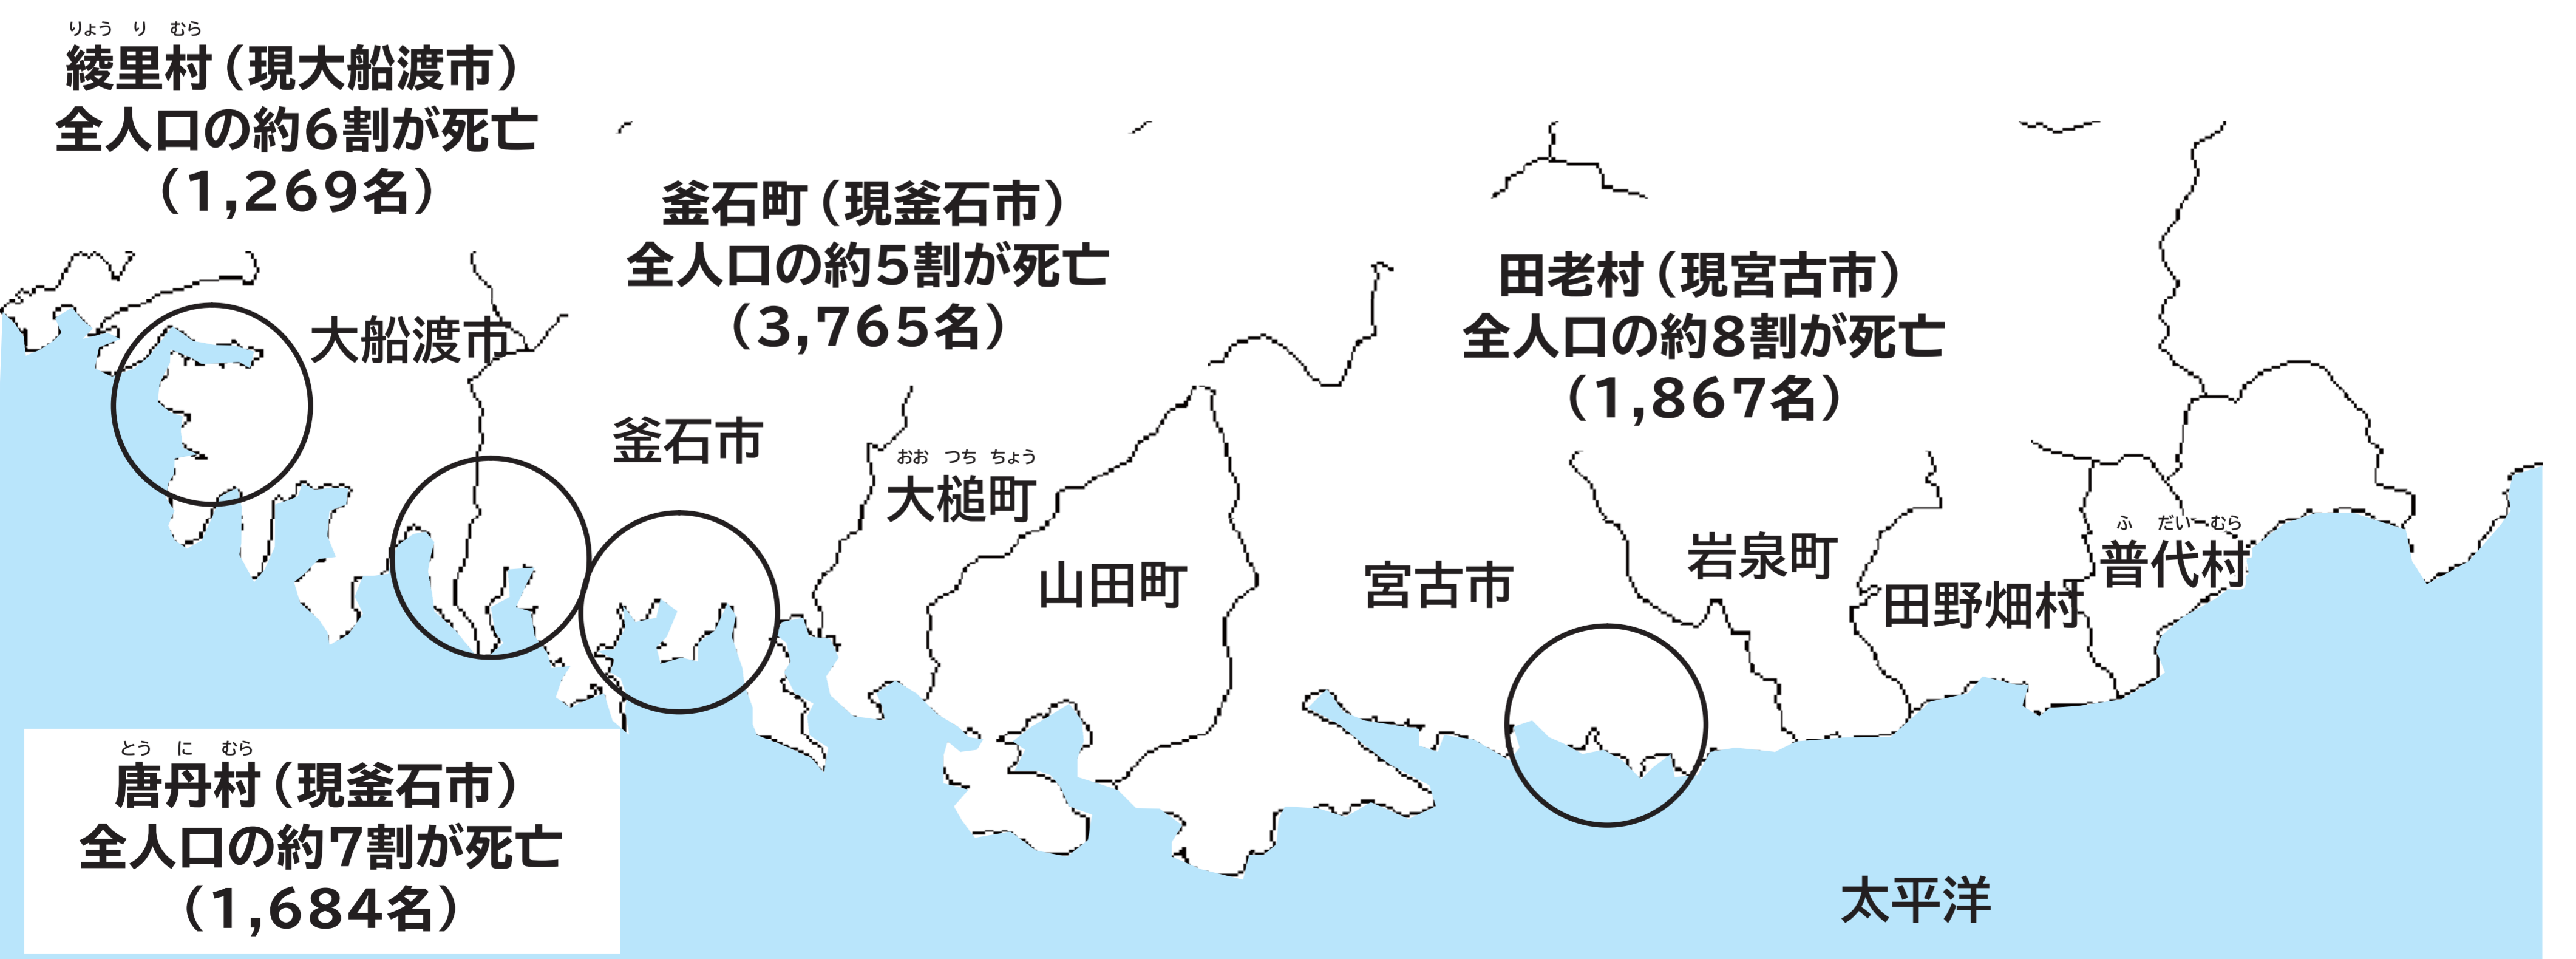 りょう り むら
綾里村（現大船渡市）
全人口の約6割が死亡
（1,269名）
釜石町（現釜石市）
全人口の約5割が死亡
（3,765名）
田老村（現宮古市）
全人口の約8割が死亡
（1,867名）
大船渡市
釜石市
おお つち ちょう
大槌町
山田町
宮古市
岩泉町
田野畑村
ふ だい むら
普代村
とう に むら
唐丹村（現釜石市）
全人口の約7割が死亡
（1,684名）
太平洋